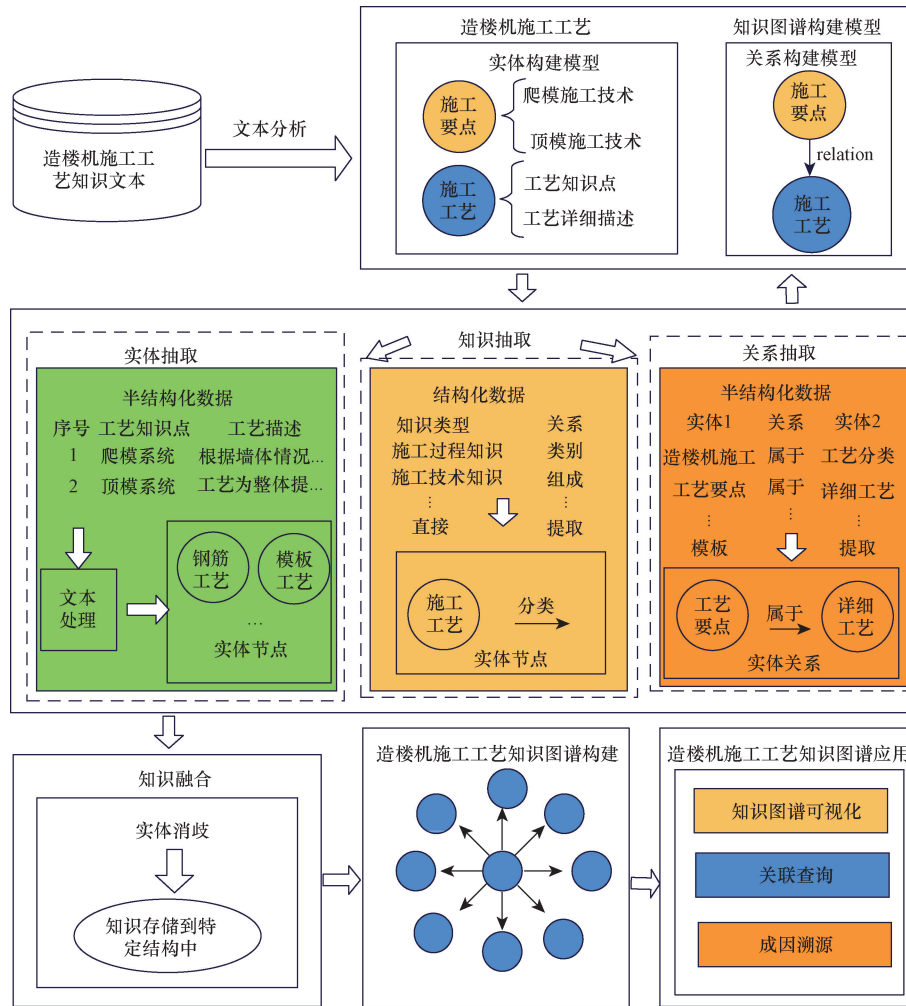 造楼机施工工
艺知识文本
文本分析
造楼机施工工艺
实体构建模型
施工
要点
爬模施工技术
顶模施工技术
施工
工艺
工艺知识点
工艺详细描述
知识图谱构建模型
关系构建模型
施工
要点
relation
施工
工艺
知识抽取
实体抽取
半结构化数据
序号 工艺知识点 工艺描述
1 爬模系统 根据墙体情况…
2 顶模系统 工艺为整体提…
文本
处理
钢筋
工艺
模板
工艺
…
实体节点
结构化数据
知识类型 关系
施工过程知识 类别
施工技术知识 组成
⋮ ⋮
直接 提取
施工
工艺
分类
实体节点
关系抽取
半结构化数据
实体1 关系 实体2
造楼机施工 属于 工艺分类
工艺要点 属于 详细工艺
⋮ ⋮ ⋮
模板 提取
工艺
要点
属于
详细
工艺
实体关系
知识融合
实体消歧
知识存储到特
定结构中
造楼机施工工艺知识图谱构建
造楼机施工工艺知识图谱应用
知识图谱可视化
关联查询
成因溯源